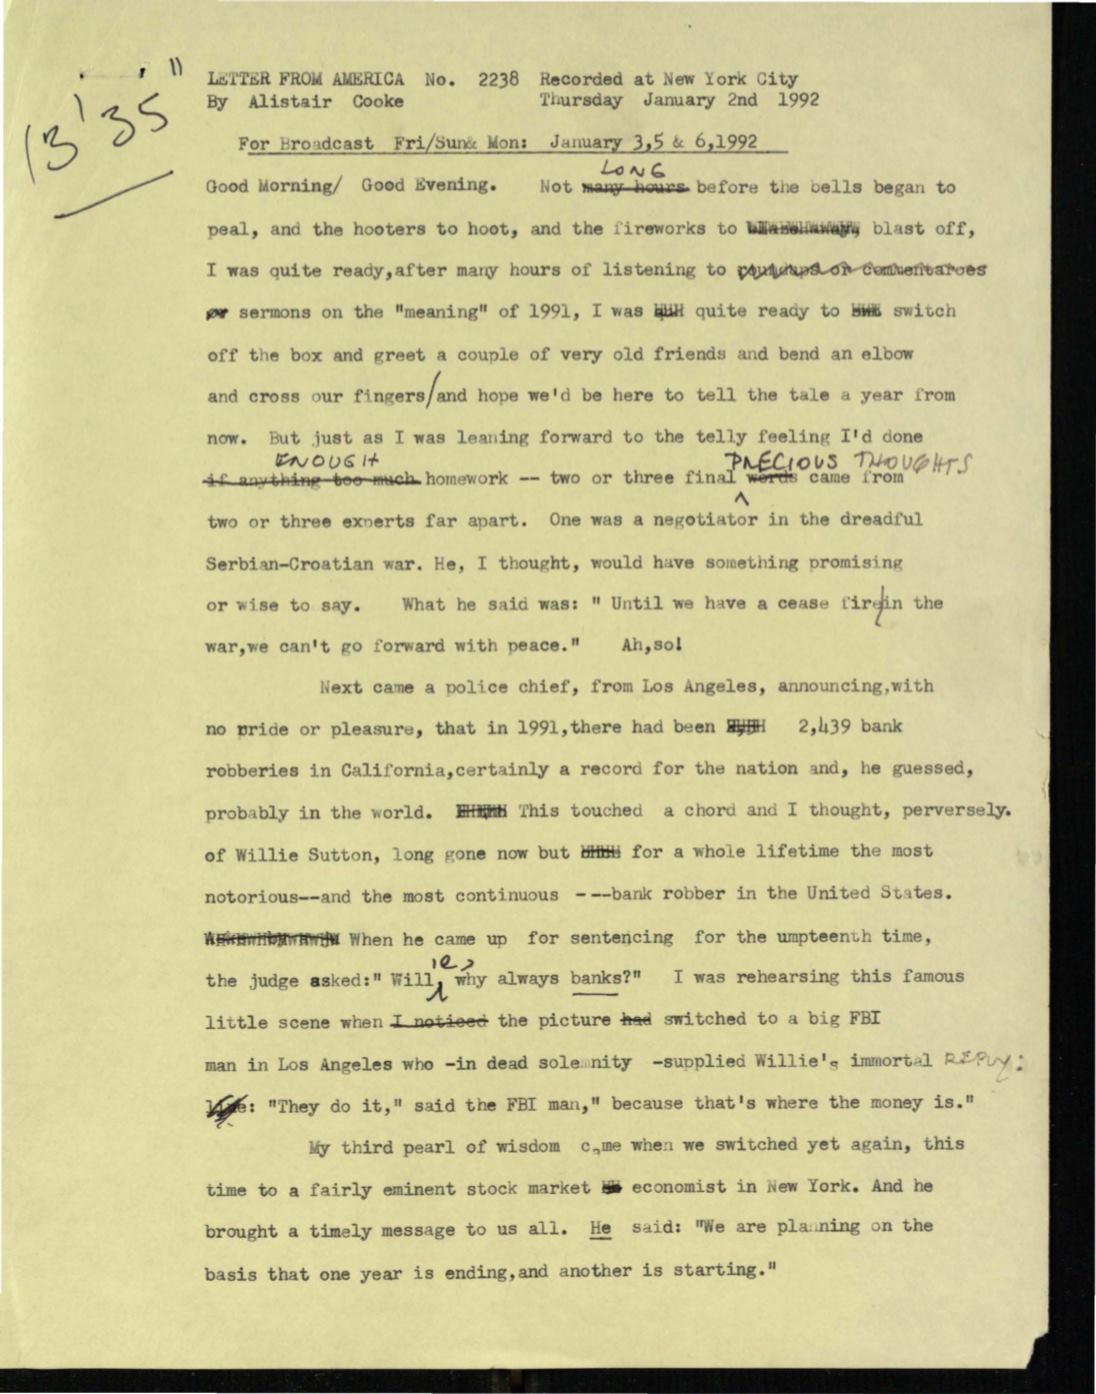 LETTER FROM AMERICA No. 2238 Recorded at New York City
By Alistair Cooke Thursday January 2nd 1992
13'35"
For Broadcast Fri/Sun& Mon: January 3,5 & 6,1992
LONG
Good Morning/ Good Evening. Not many hours before the bells began to
peal, and the hooters to hoot, and the fireworks to blast off,
I was quite ready,after many hours of listening to roundups or commentaroes
or sermons on the "meaning" of 1991, I was quite ready to switch
off the box and greet a couple of very old friends and bend an elbow
and cross our fingers/and hope we'd be here to tell the tale a year from
now. But just as I was leaning forward to the telly feeling I'd done
ENOUGH PRECIOUS THOUGHTS
if anything too much homework -- two or three final words came from
two or three experts far apart. One was a negotiator in the dreadful
Serbian-Croatian war. He, I thought, would have something promising
or wise to say. What he said was: " Until we have a cease fire/in the
war,we can't go forward with peace." Ah,so!
Next came a police chief, from Los Angeles, announcing,with
no pride or pleasure, that in 1991,there had been 2,439 bank
robberies in California,certainly a record for the nation and, he guessed,
probably in the world. This touched a chord and I thought, perversely.
of Willie Sutton, long gone now but for a whole lifetime the most
notorious--and the most continuous ---bank robber in the United States.
When he came up for sentencing for the umpteenth time,
ie,
the judge asked:" Will why always banks?" I was rehearsing this famous
little scene when I noticed the picture had switched to a big FBI
man in Los Angeles who -in dead solemnity -supplied Willie's immortal REPLY:
line: "They do it," said the FBI man," because that's where the money is."
My third pearl of wisdom came when we switched yet again, this
time to a fairly eminent stock market economist in New York. And he
brought a timely message to us all. He said: "We are planning on the
basis that one year is ending,and another is starting."